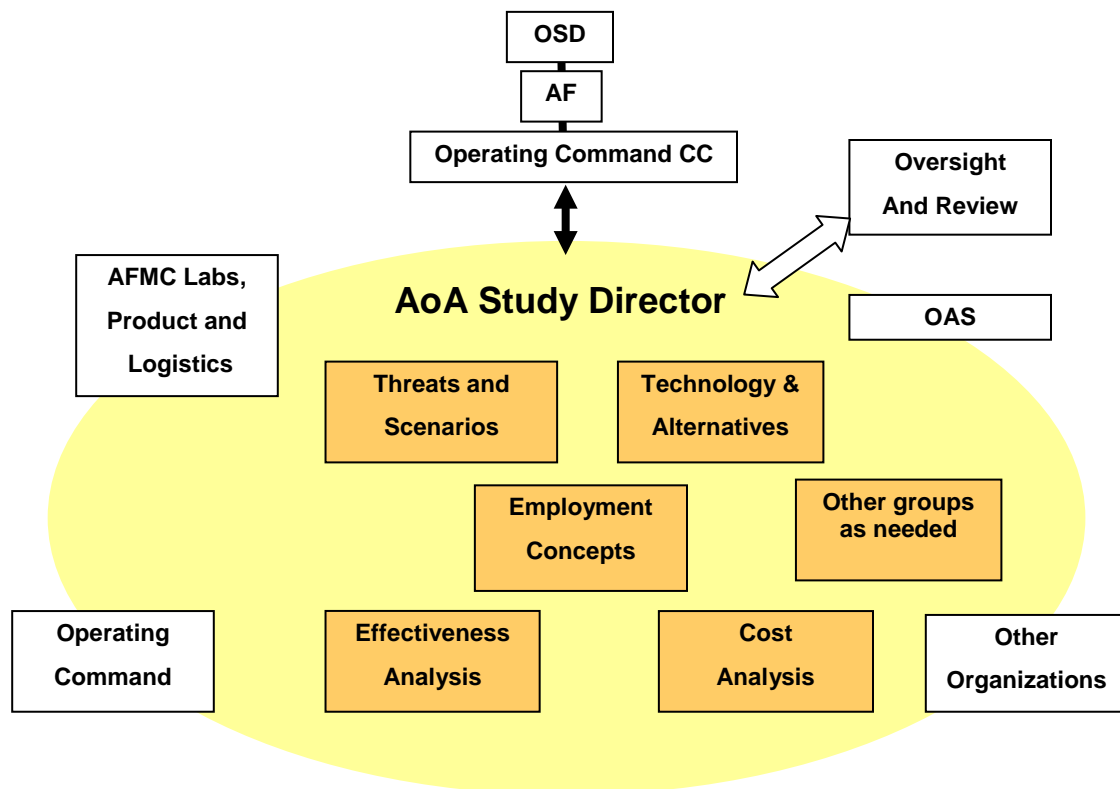 OSD
AF
Operating Command CC
Oversight
And Review
AFMC Labs,
Product and
Logistics
AoA Study Director
OAS
Threats and
Scenarios
Technology &
Alternatives
Employment
Concepts
Other groups
as needed
Operating
Command
Effectiveness
Analysis
Cost
Analysis
Other
Organizations